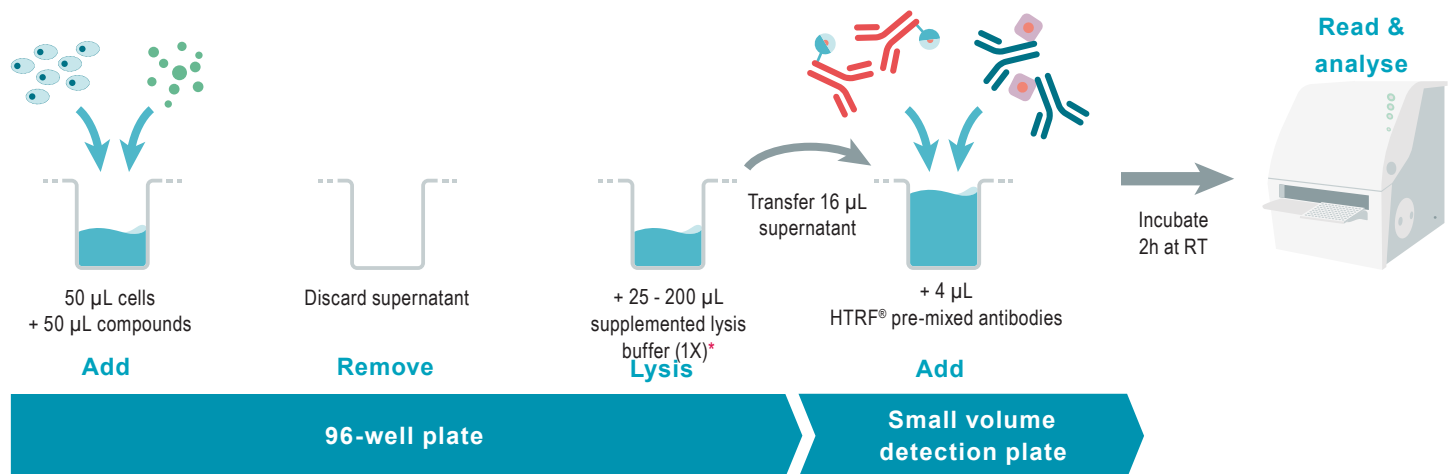 Read &
analyse
Transfer 16 µL
supernatant
Incubate
2h at RT
50 µL cells
+ 50 µL compounds
Discard supernatant
+ 25 - 200 µL
supplemented lysis
buffer (1X)*
+ 4 µL
HTRF® pre-mixed antibodies
Add
Remove
Lysis
Add
96-well plate
Small volume
detection plate